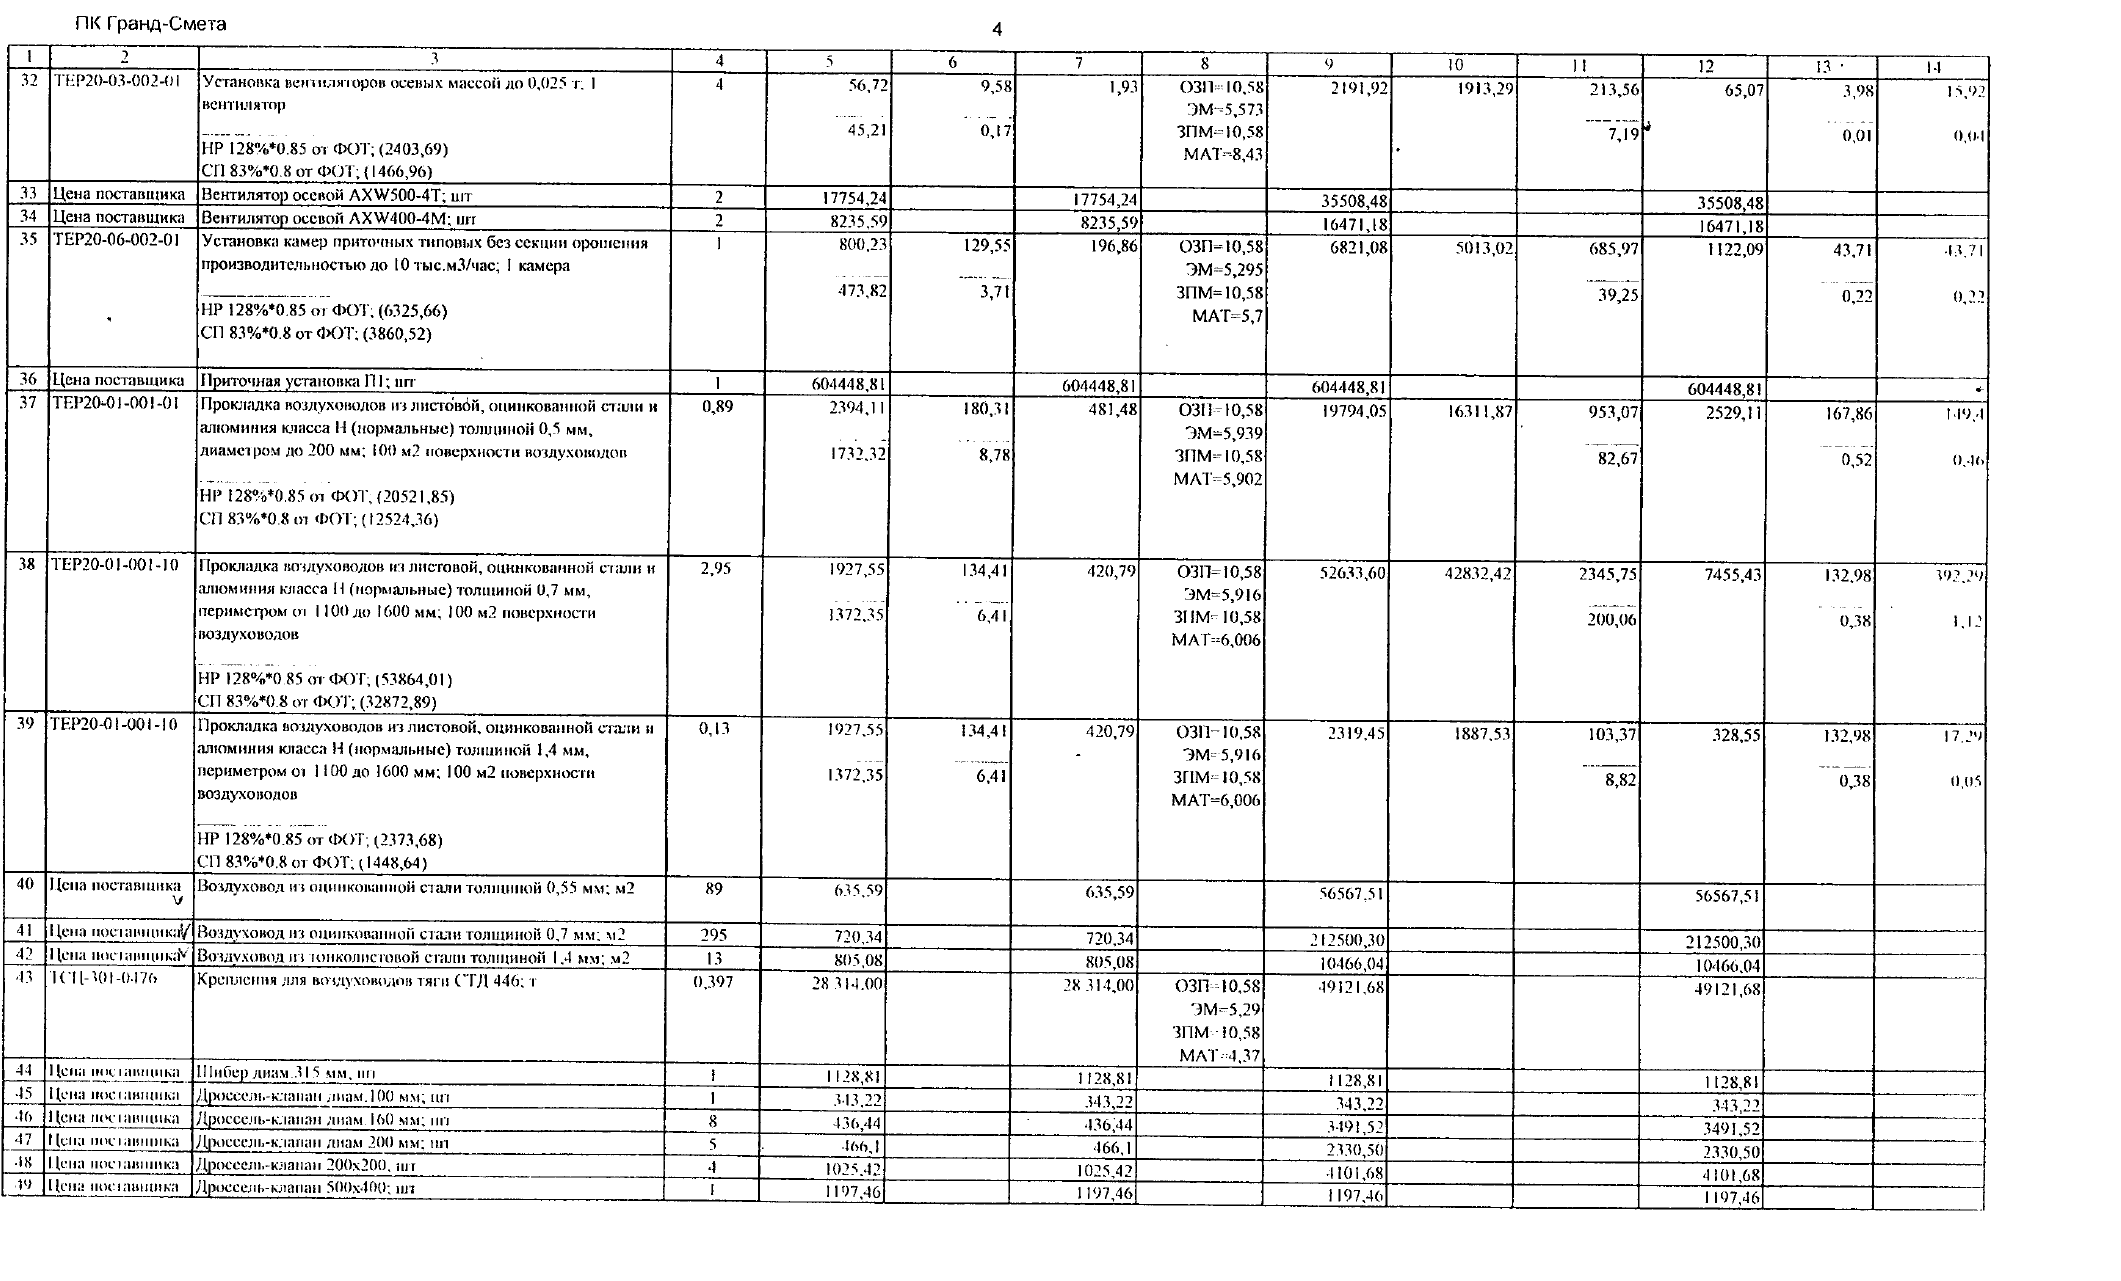 ПК Гранд-Смета
4
1 2 3 4 5 6 7 8 9 10 11 12 13 14
32 ТЕР20-03-002-01 Установка вентиляторов осевых массой до 0,025 т; 1 4 56,72 9,58 1,93 ОЗП=10,58 2191,92 1913,29 213,56 65,07 3,98 15,92
вентилятор ЭМ=5,573
45,21 0,17 ЗПМ=10,58 7,19 0,01 0,04
НР 128%*0.85 от ФОТ; (2403,69) МАТ=8,43
СП 83%*0.8 от ФОТ; (1466,96)
33 Цена поставщика Вентилятор осевой AXW500-4T; шт 2 17754,24 17754,24 35508,48 35508,48
34 Цена поставщика Вентилятор осевой AXW400-4M; шт 2 8235,59 8235,59 16471,18 16471,18
35 ТЕР20-06-002-01 Установка камер приточных типовых без секции орошения 1 800,23 129,55 196,86 ОЗП=10,58 6821,08 5013,02 685,97 1122,09 43,71 43,71
производительностью до 10 тыс.м3/час; 1 камера ЭМ=5,295
473,82 3,71 ЗПМ=10,58 39,25 0,22 0,22
НР 128%*0.85 от ФОТ; (6325,66) МАТ=5,7
СП 83%*0.8 от ФОТ; (3860,52)
36 Цена поставщика Приточная установка П1; шт 1 604448,81 604448,81 604448,81 604448,81
37 ТЕР20-01-001-01 Прокладка воздуховодов из листовой, оцинкованной стали и 0,89 2394,11 180,31 481,48 ОЗП=10,58 19794,05 16311,87 953,07 2529,11 167,86 149,4
алюминия класса Н (нормальные) толщиной 0,5 мм, ЭМ=5,939
диаметром до 200 мм; 100 м2 поверхности воздуховодов 1732,32 8,78 ЗПМ=10,58 82,67 0,52 0,46
МАТ=5,902
НР 128%*0.85 от ФОТ; (20521,85)
СП 83%*0.8 от ФОТ; (12524,36)
38 ТЕР20-01-001-10 Прокладка воздуховодов из листовой, оцинкованной стали и 2,95 1927,55 134,41 420,79 ОЗП=10,58 52633,60 42832,42 2345,75 7455,43 132,98 392,29
алюминия класса Н (нормальные) толщиной 0,7 мм, ЭМ=5,916
периметром от 1100 до 1600 мм; 100 м2 поверхности 1372,35 6,41 ЗПМ=10,58 200,06 0,38 1,12
воздуховодов МАТ=6,006
НР 128%*0.85 от ФОТ; (53864,01)
СП 83%*0.8 от ФОТ; (32872,89)
39 ТЕР20-01-001-10 Прокладка воздуховодов из листовой, оцинкованной стали и 0,13 1927,55 134,41 420,79 ОЗП=10,58 2319,45 1887,53 103,37 328,55 132,98 17,29
алюминия класса Н (нормальные) толщиной 1,4 мм, ЭМ=5,916
периметром от 1100 до 1600 мм; 100 м2 поверхности 1372,35 6,41 ЗПМ=10,58 8,82 0,38 0,05
воздуховодов МАТ=6,006
НР 128%*0.85 от ФОТ; (2373,68)
СП 83%*0.8 от ФОТ; (1448,64)
40 Цена поставщика Воздуховод из оцинкованной стали толщиной 0,55 мм; м2 89 635,59 635,59 56567,51 56567,51
41 Цена поставщика Воздуховод из оцинкованной стали толщиной 0,7 мм; м2 295 720,34 720,34 212500,30 212500,30
42 Цена поставщика Воздуховод из тонколистовой стали толщиной 1,4 мм; м2 13 805,08 805,08 10466,04 10466,04
43 ТСЦ-301-0476 Крепления для воздуховодов тяги СТД 446; т 0,397 28 314,00 28 314,00 ОЗП=10,58 49121,68 49121,68
ЭМ=5,29
ЗПМ=10,58
МАТ=4,37
44 Цена поставщика Шибер диам.315 мм; шт 1 1128,81 1128,81 1128,81 1128,81
45 Цена поставщика Дроссель-клапан диам.100 мм; шт 1 343,22 343,22 343,22 343,22
46 Цена поставщика Дроссель-клапан диам.160 мм; шт 8 436,44 436,44 3491,52 3491,52
47 Цена поставщика Дроссель-клапан диам 200 мм; шт 5 466,1 466,1 2330,50 2330,50
48 Цена поставщика Дроссель-клапан 200х200; шт 4 1025,42 1025,42 4101,68 4101,68
49 Цена поставщика Дроссель-клапан 500х400; шт 1 1197,46 1197,46 1197,46 1197,46